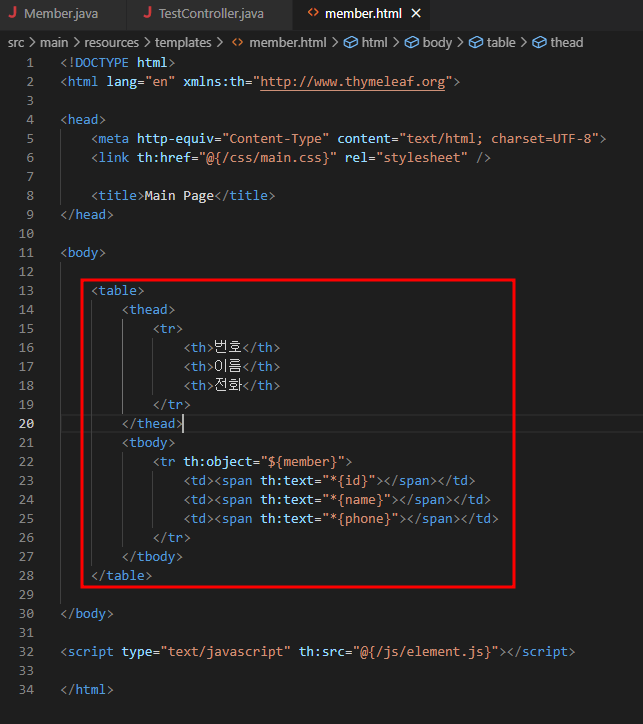 Member.java
TestController.java
member.html
src > main > resources > templates > member.html > html > body > table > thead
1 <!DOCTYPE html>
2 <html lang="en" xmlns:th="http://www.thymeleaf.org">
3
4 <head>
5     <meta http-equiv="Content-Type" content="text/html; charset=UTF-8">
6     <link th:href="@{/css/main.css}" rel="stylesheet" />
7
8     <title>Main Page</title>
9 </head>
10
11 <body>
12
13     <table>
14         <thead>
15             <tr>
16                 <th>번호</th>
17                 <th>이름</th>
18                 <th>전화</th>
19             </tr>
20         </thead>
21         <tbody>
22             <tr th:object="${member}">
23                 <td><span th:text="*{id}"></span></td>
24                 <td><span th:text="*{name}"></span></td>
25                 <td><span th:text="*{phone}"></span></td>
26             </tr>
27         </tbody>
28     </table>
29
30 </body>
31
32 <script type="text/javascript" th:src="@{/js/element.js}"></script>
33
34 </html>